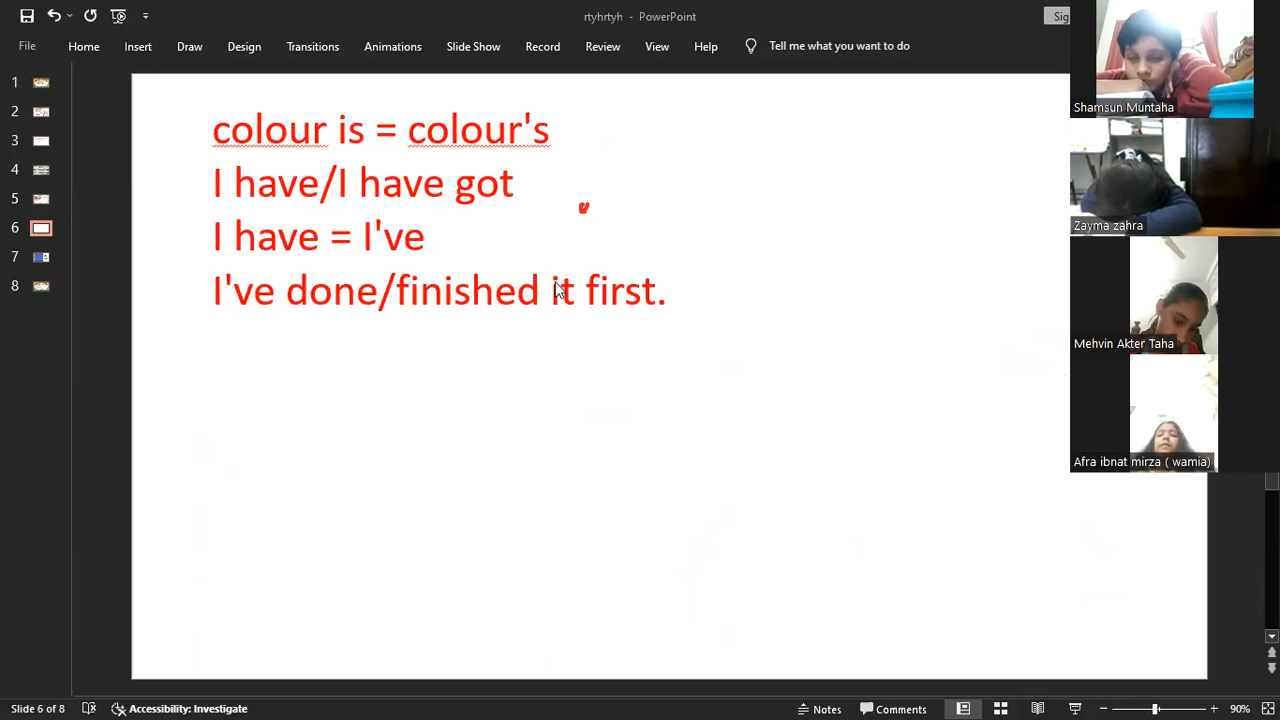 rtyhrtyh - PowerPoint
Sig
File Home Insert Draw Design Transitions Animations Slide Show Record Review View Help Tell me what you want to do
1
2
3
4
5
6
7
8
colour is = colour's
I have/I have got
I have = I've
I've done/finished it first.
Shamsun Muntaha
Zayma zahra
Mehvin Akter Taha
Afra ibnat mirza ( wamia)
Slide 6 of 8 Accessibility: Investigate Notes Comments 90%